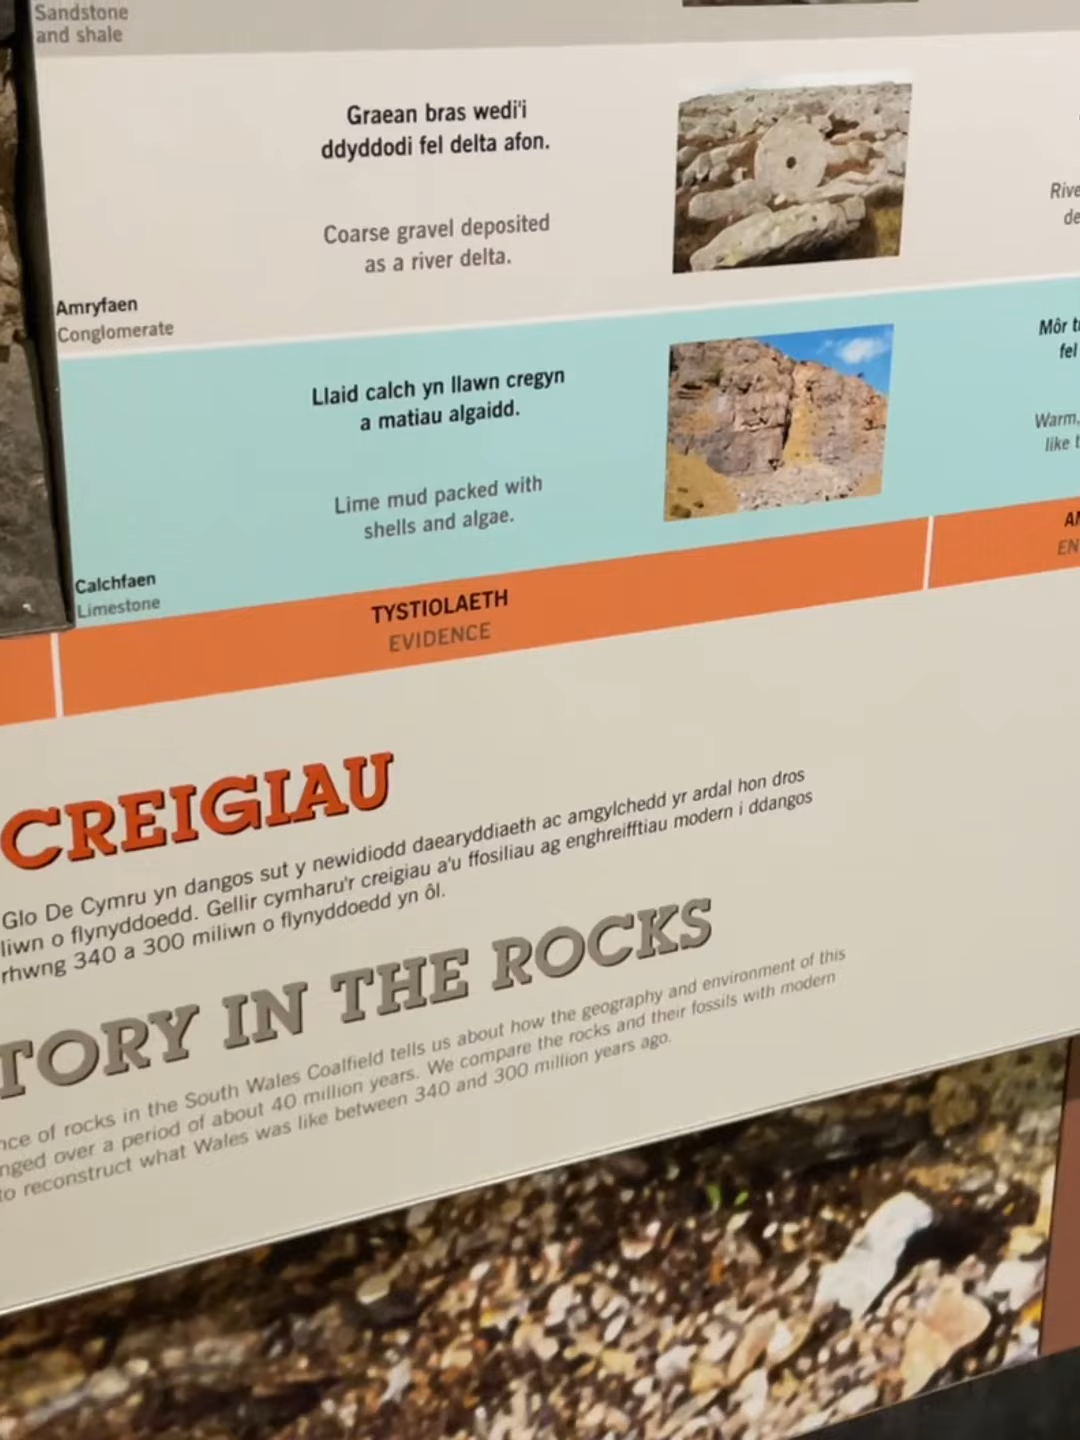 Sandstone
and shale
Graean bras wedi'i
ddyddodi fel delta afon.
Coarse gravel deposited
as a river delta.
Amryfaen
Conglomerate
Llaid calch yn llawn cregyn
a matiau algaidd.
Lime mud packed with
shells and algae.
Môr
fel
Warm,
like
Calchfaen
Limestone
TYSTIOLAETH
EVIDENCE
CREIGIAU
Glo De Cymru yn dangos sut y newidiodd daearyddiaeth ac amgylchedd yr ardal hon dros
liwn o flynyddoedd. Gellir cymharu'r creigiau a'u ffosiliau ag enghreifftiau modern i ddangos
rhwng 340 a 300 miliwn o flynyddoedd yn ôl.
TORY IN THE ROCKS
nce of rocks in the South Wales Coalfield tells us about how the geography and environment of this
nged over a period of about 40 million years. We compare the rocks and their fossils with modern
to reconstruct what Wales was like between 340 and 300 million years ago.